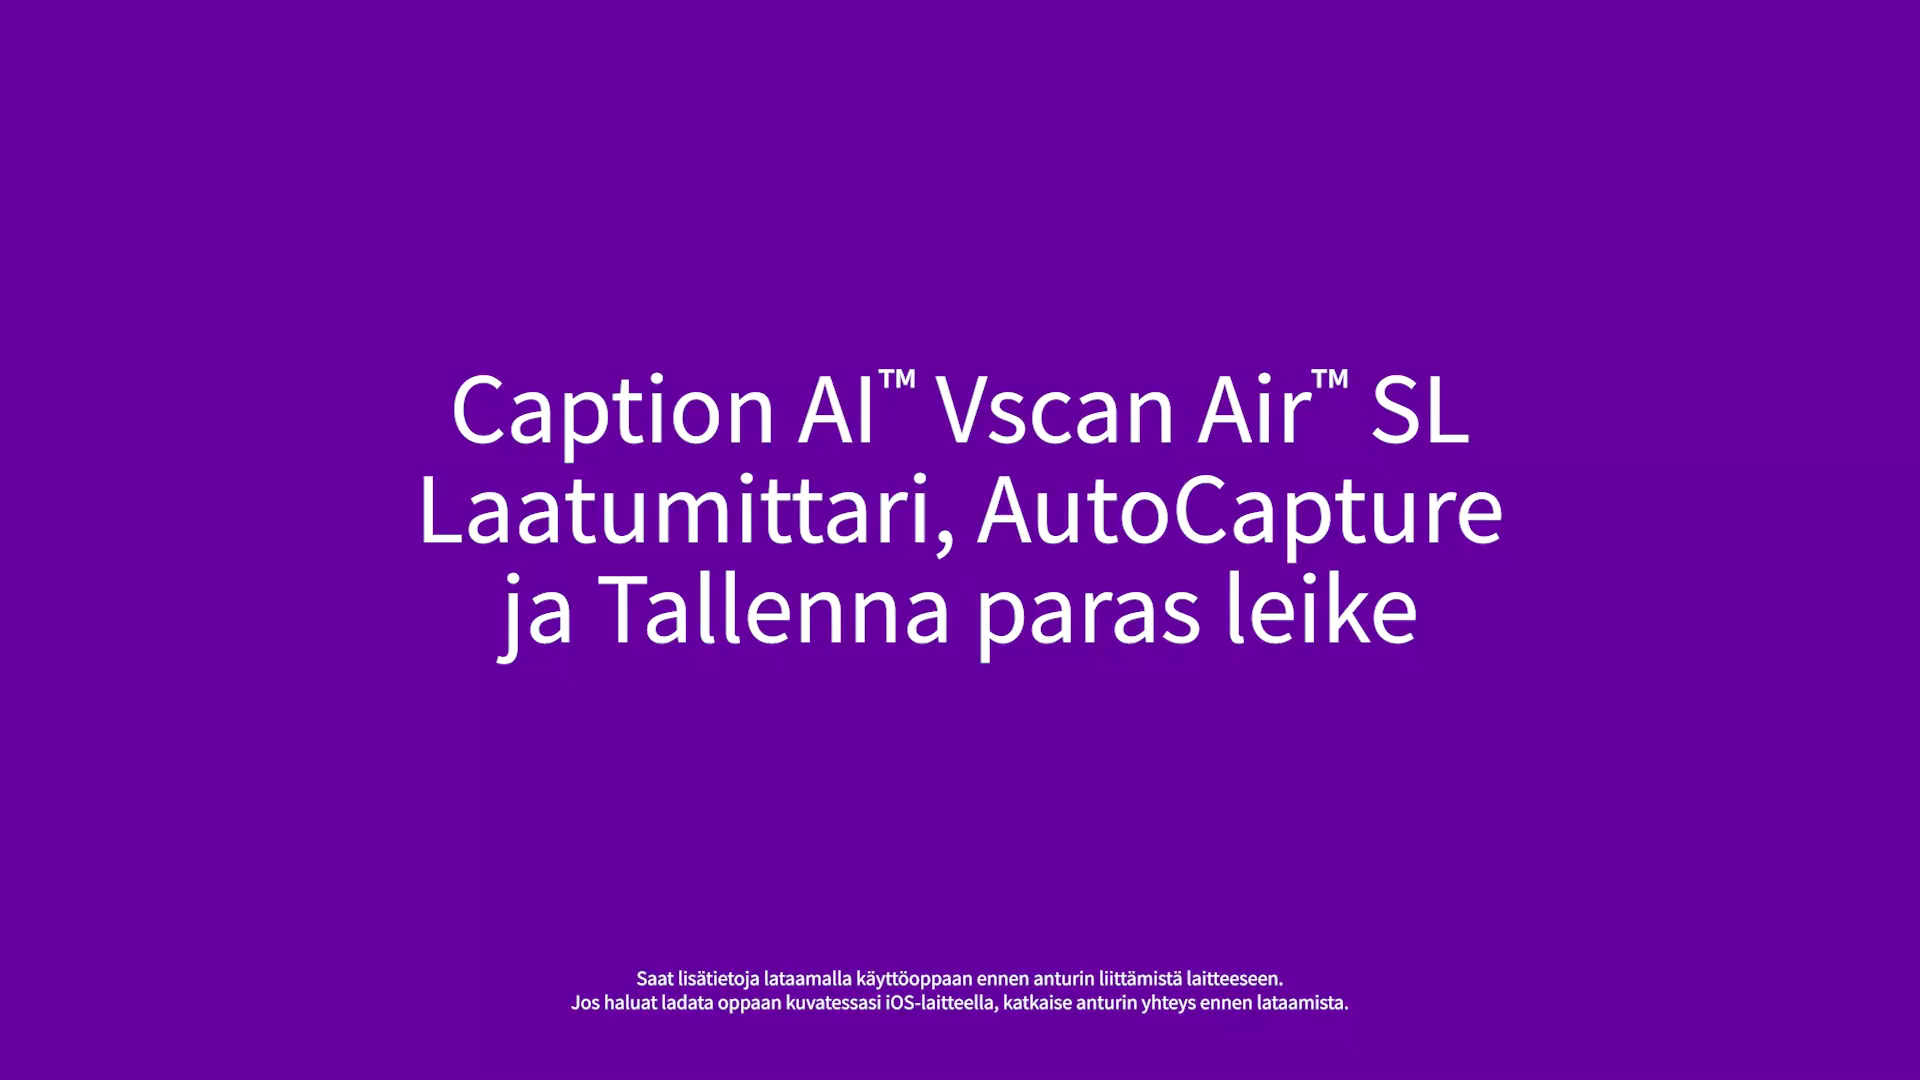 Caption AI™ Vscan Air™ SL
Laatumittari, AutoCapture
ja Tallenna paras leike
Saat lisätietoja lataamalla käyttöoppaan ennen anturin liittämistä laitteeseen.
Jos haluat ladata oppaan kuvatessasi iOS-laitteella, katkaise anturin yhteys ennen lataamista.